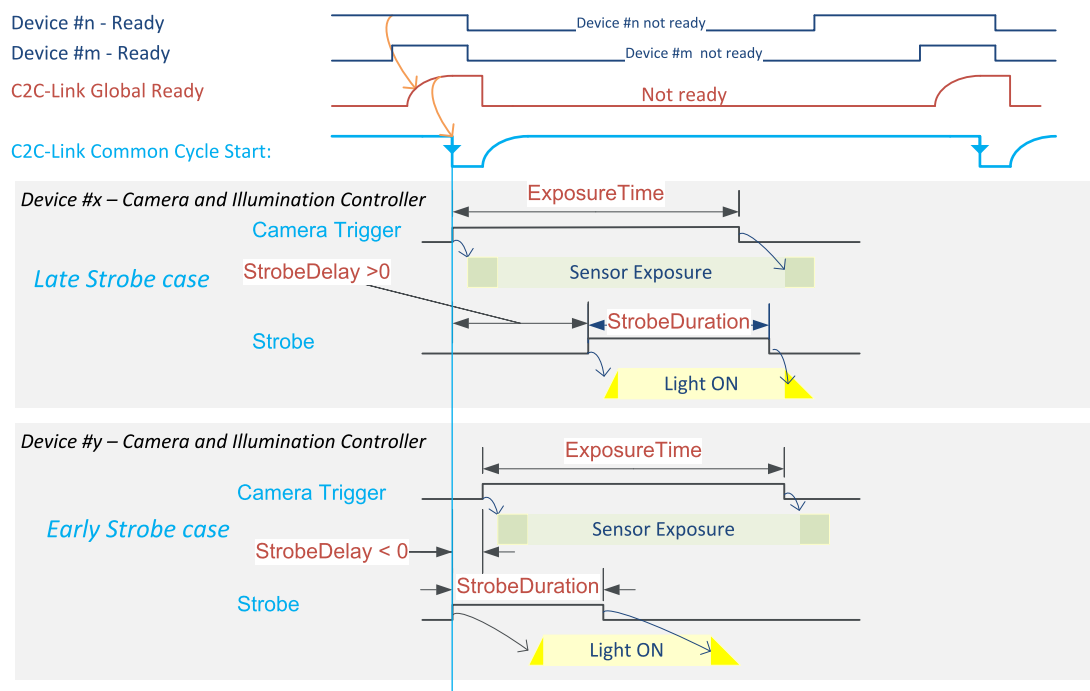 Device #n - Ready
Device #n not ready
Device #m - Ready
Device #m  not ready
C2C-Link Global Ready
Not ready
C2C-Link Common Cycle Start:
Device #x – Camera and Illumination Controller
ExposureTime
Camera Trigger
Late Strobe case
StrobeDelay >0
Sensor Exposure
StrobeDuration
Strobe
Light ON
Device #y – Camera and Illumination Controller
ExposureTime
Camera Trigger
Early Strobe case
Sensor Exposure
StrobeDelay < 0
StrobeDuration
Strobe
Light ON